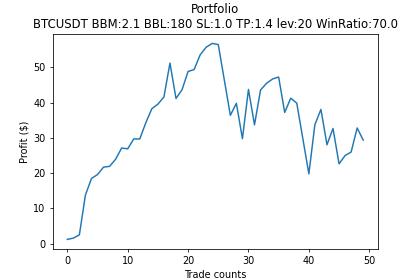 Portfolio
BTCUSDT BBM:2.1 BBL:180 SL:1.0 TP:1.4 lev:20 WinRatio:70.0
50
40
30
20
10
0
Profit ($)
0 10 20 30 40 50
Trade counts